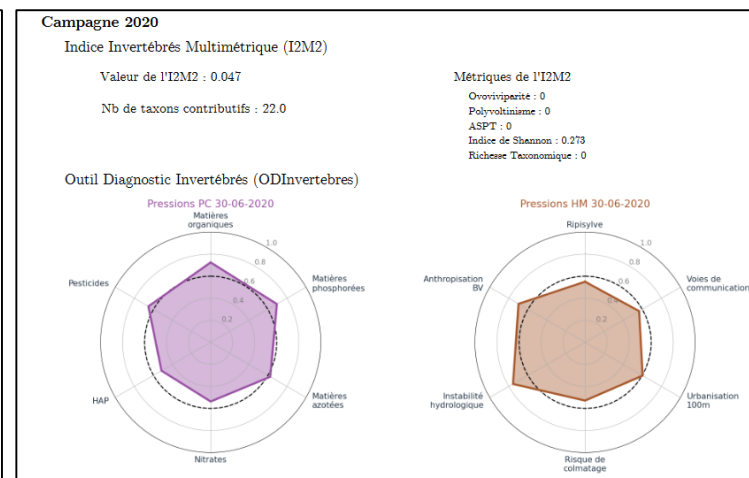 Campagne 2020
Indice Invertébrés Multimétrique (I2M2)
Valeur de l'I2M2 : 0.047
Nb de taxons contributifs : 22.0
Métriques de l'I2M2
Ovoviviparité : 0
Polyvoltinisme : 0
ASPT : 0
Indice de Shannon : 0.273
Richesse Taxonomique : 0
Outil Diagnostic Invertébrés (ODInvertebres)
Pressions PC 30-06-2020
Matières
organiques
1.0
0.8
0.6
0.4
0.2
Pesticides
Matières
phosphorées
HAP
Matières
azotées
Nitrates
Pressions HM 30-06-2020
Ripisylve
1.0
0.8
0.6
0.4
0.2
Anthropisation
BV
Voies de
communication
Instabilité
hydrologique
Urbanisation
100m
Risque de
colmatage